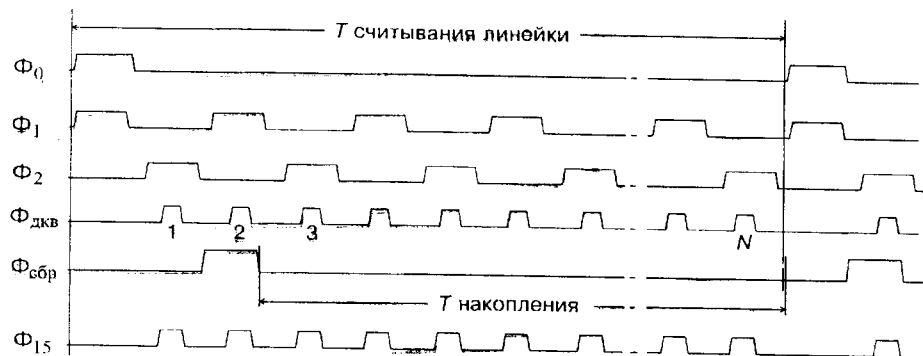 T считывания линейки
Φ0
Φ1
Φ2
Φдкв
1 2 3 N
Φсбр
T накопления
Φ15